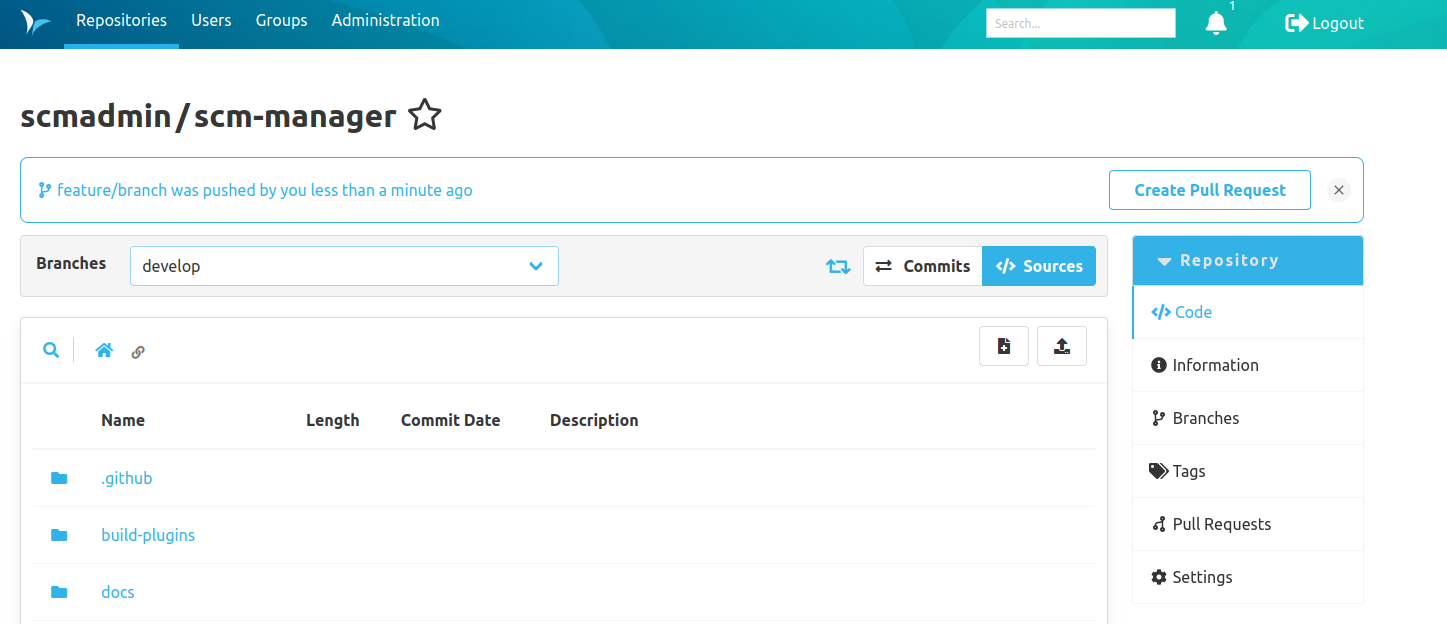 Repositories Users Groups Administration
Search...
1
Logout
scmadmin/scm-manager
feature/branch was pushed by you less than a minute ago
Create Pull Request
Branches
develop
Commits
Sources
Repository
Code
Information
Branches
Tags
Pull Requests
Settings
Name Length Commit Date Description
.github
build-plugins
docs